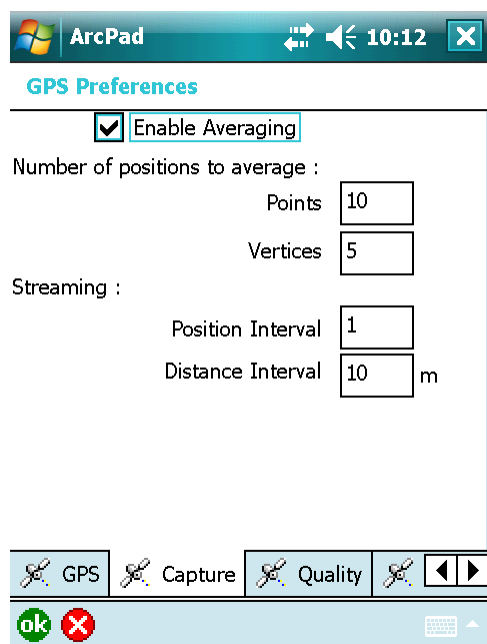 ArcPad 10:12
GPS Preferences
Enable Averaging
Number of positions to average :
Points 10
Vertices 5
Streaming :
Position Interval 1
Distance Interval 10 m
GPS Capture Quality
ok